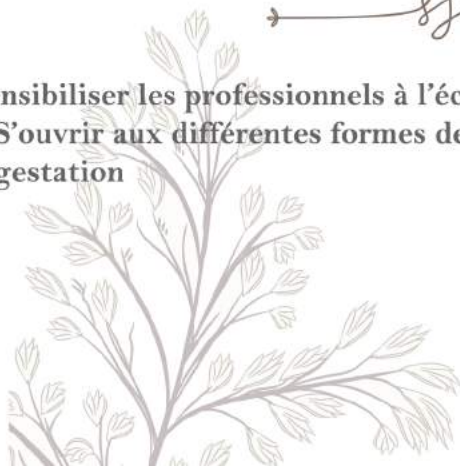 nsibiliser les professionnels à l'éc
S'ouvrir aux différentes formes de
gestation